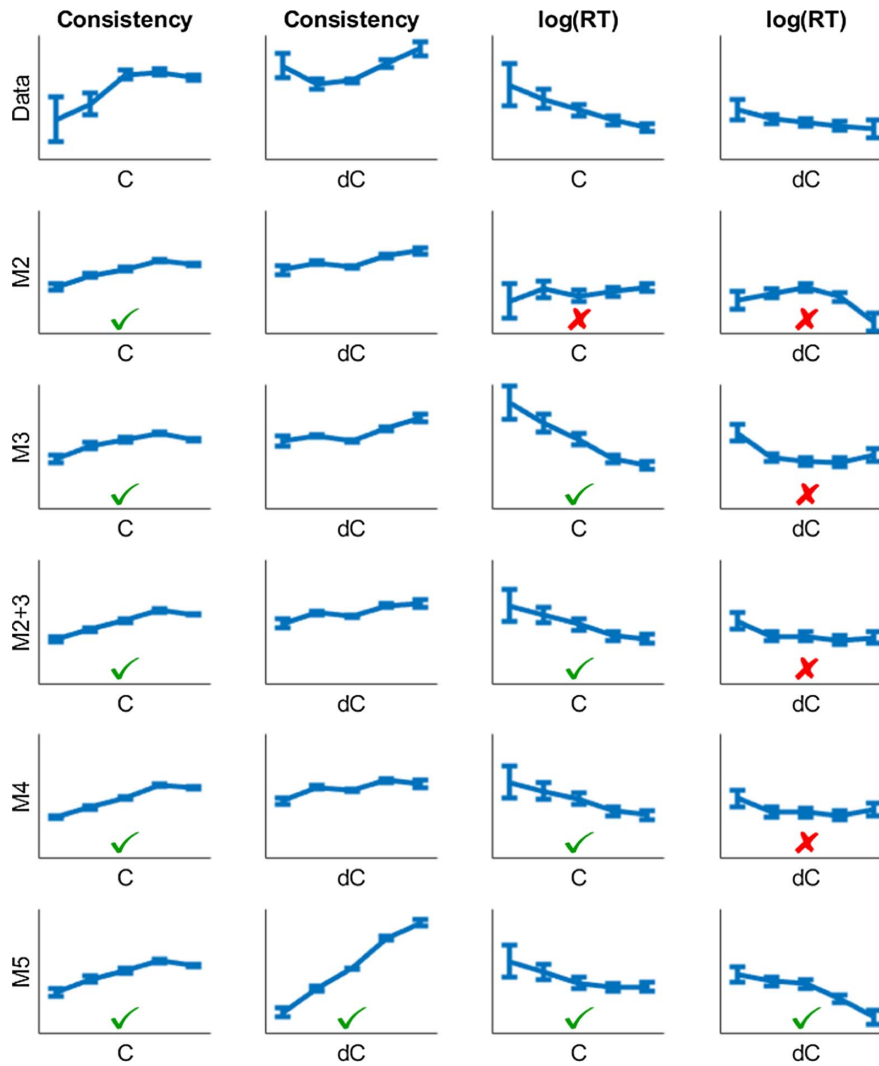 Consistency Consistency log(RT) log(RT)
Data
C dC C dC
M2
C dC C dC
M3
C dC C dC
M2+3
C dC C dC
M4
C dC C dC
M5
C dC C dC